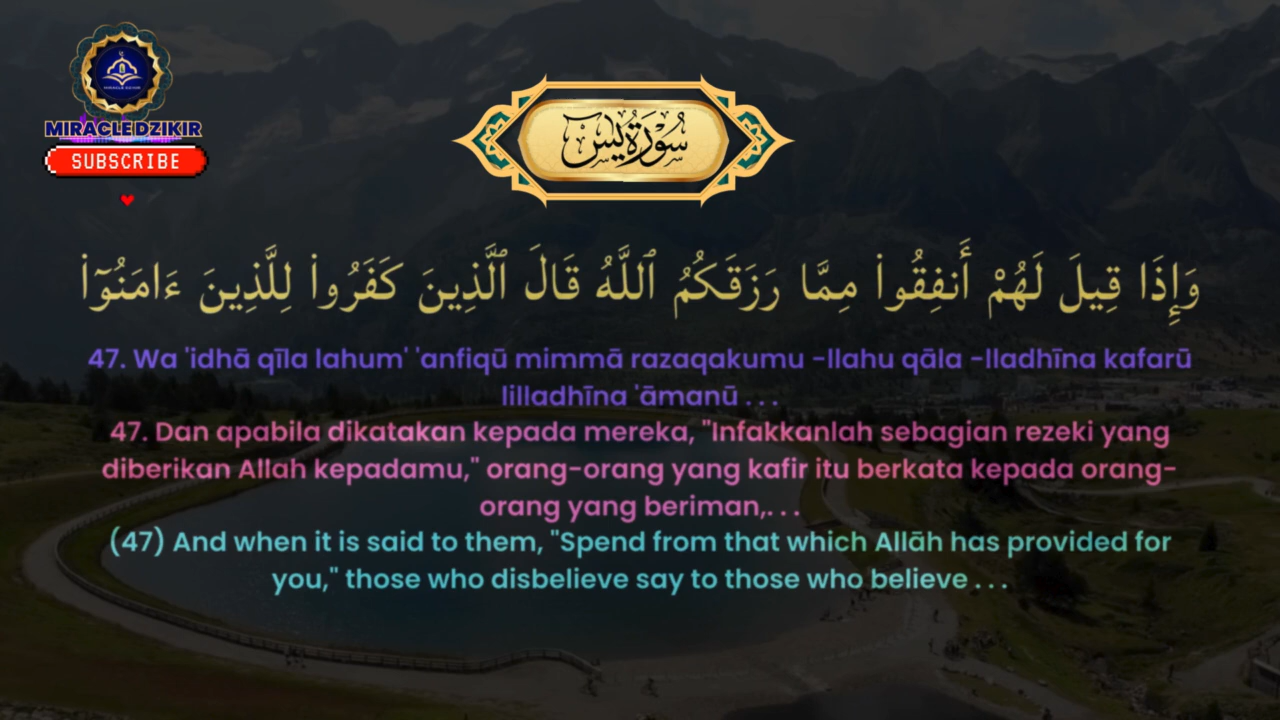 MIRACLE DZIKIR
MIRACLE DZIKIR
SUBSCRIBE
سُورَةُ يس
وَإِذَا قِيلَ لَهُمْ أَنفِقُوا۟ مِمَّا رَزَقَكُمُ ٱللَّهُ قَالَ ٱلَّذِينَ كَفَرُوا۟ لِلَّذِينَ ءَامَنُوٓا۟
47. Wa 'idhā qīla lahum' 'anfiqū mimmā razaqakumu -llahu qāla -lladhīna kafarū
lilladhīna 'āmanū . . .
47. Dan apabila dikatakan kepada mereka, "Infakkanlah sebagian rezeki yang
diberikan Allah kepadamu," orang-orang yang kafir itu berkata kepada orang-
orang yang beriman,. . .
(47) And when it is said to them, "Spend from that which Allāh has provided for
you," those who disbelieve say to those who believe . . .